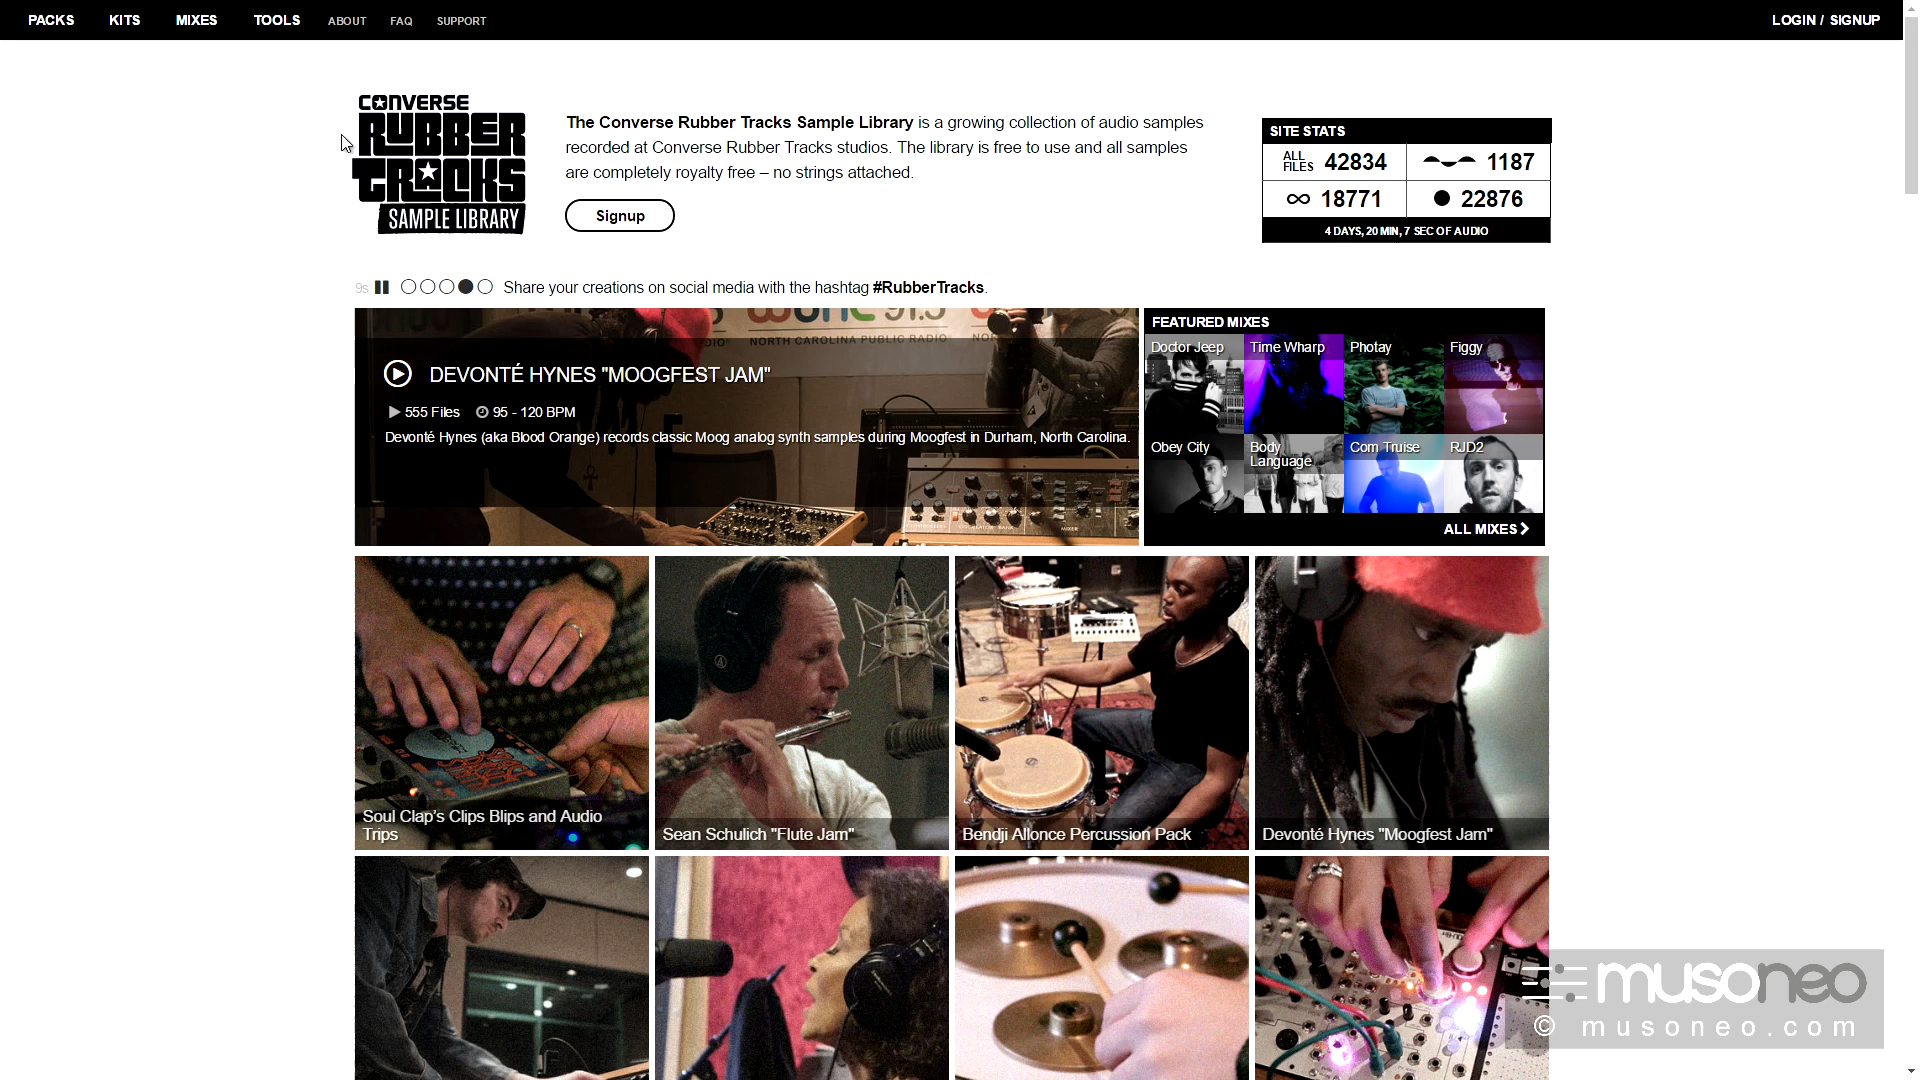 PACKS KITS MIXES TOOLS ABOUT FAQ SUPPORT LOGIN / SIGNUP
CONVERSE
RUBBER
TRACKS
SAMPLE LIBRARY
The Converse Rubber Tracks Sample Library is a growing collection of audio samples
recorded at Converse Rubber Tracks studios. The library is free to use and all samples
are completely royalty free – no strings attached.
Signup
SITE STATS
ALL FILES 42834 1187
18771 22876
4 DAYS, 20 MIN, 7 SEC OF AUDIO
9s Share your creations on social media with the hashtag #RubberTracks.
91.5
NORTH CAROLINA PUBLIC RADIO
DEVONTÉ HYNES "MOOGFEST JAM"
555 Files 95 - 120 BPM
Devonté Hynes (aka Blood Orange) records classic Moog analog synth samples during Moogfest in Durham, North Carolina.
MIXER
FEATURED MIXES
Doctor Jeep Time Wharp Photay Figgy
Obey City Body Language Com Truise RJD2
ALL MIXES
Soul Clap's Clips Blips and Audio
Trips
Sean Schulich "Flute Jam"
Bendji Allonce Percussion Pack
Devonté Hynes "Moogfest Jam"
musoneo
© musoneo.com